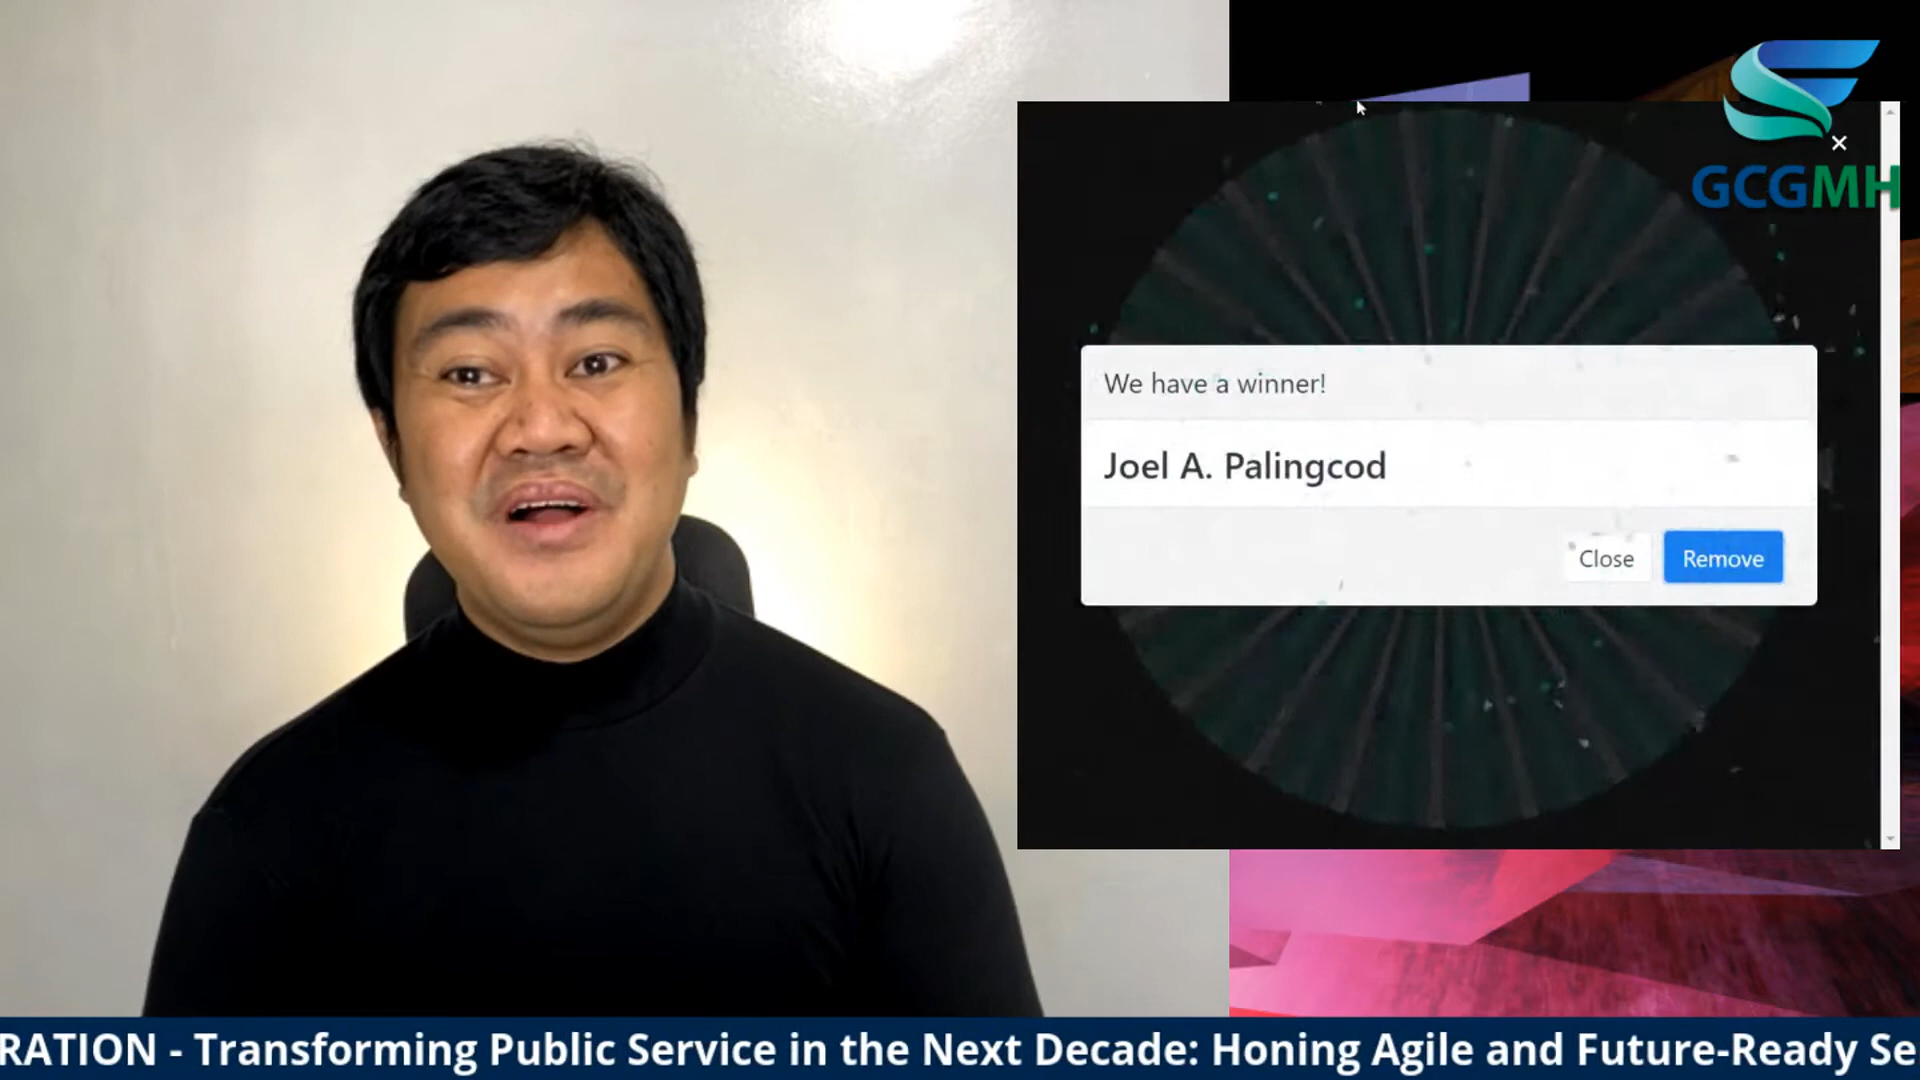 GCGMH
We have a winner!
Joel A. Palingcod
Close
Remove
RATION - Transforming Public Service in the Next Decade: Honing Agile and Future-Ready Se